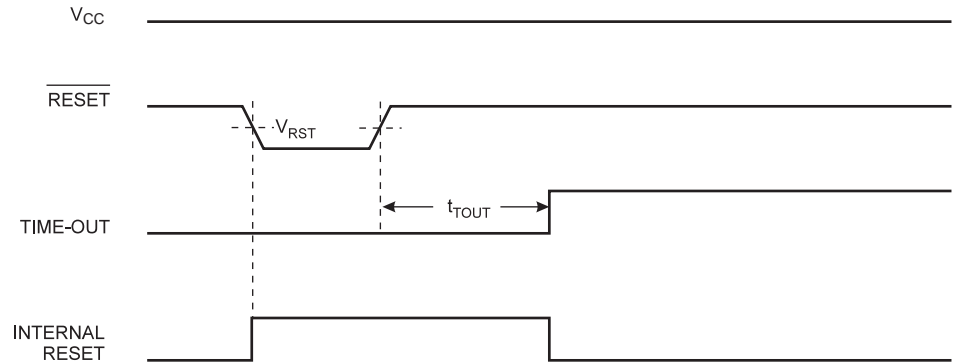 VCC
RESET
VRST
tTOUT
TIME-OUT
INTERNAL
RESET